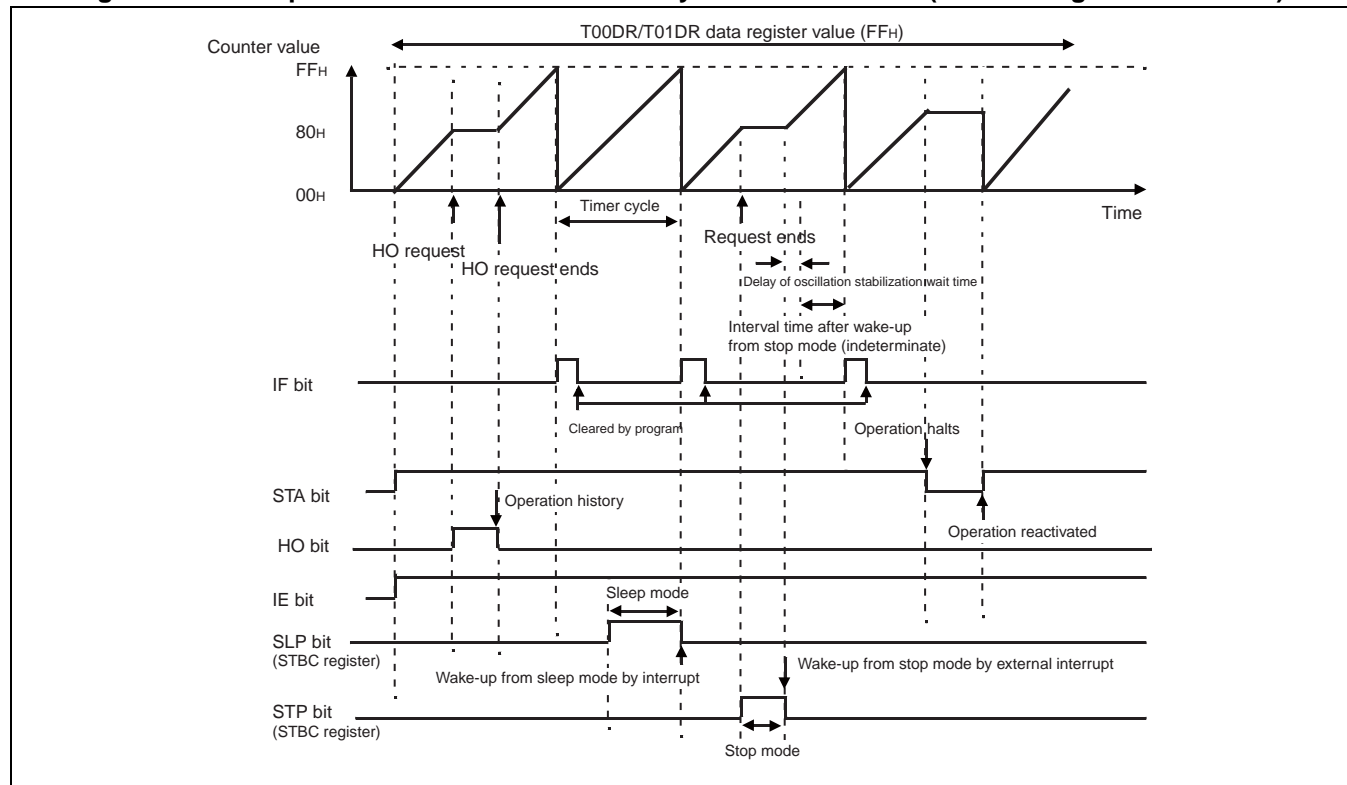 T00DR/T01DR data register value (FFH)
Counter value
FFH
80H
00H
Time
Timer cycle
HO request
HO request ends
Request ends
Delay of oscillation stabilization wait time
Interval time after wake-up
from stop mode (indeterminate)
IF bit
Cleared by program
Operation halts
STA bit
Operation history
Operation reactivated
HO bit
IE bit
Sleep mode
SLP bit
(STBC register)
Wake-up from sleep mode by interrupt
Wake-up from stop mode by external interrupt
STP bit
(STBC register)
Stop mode